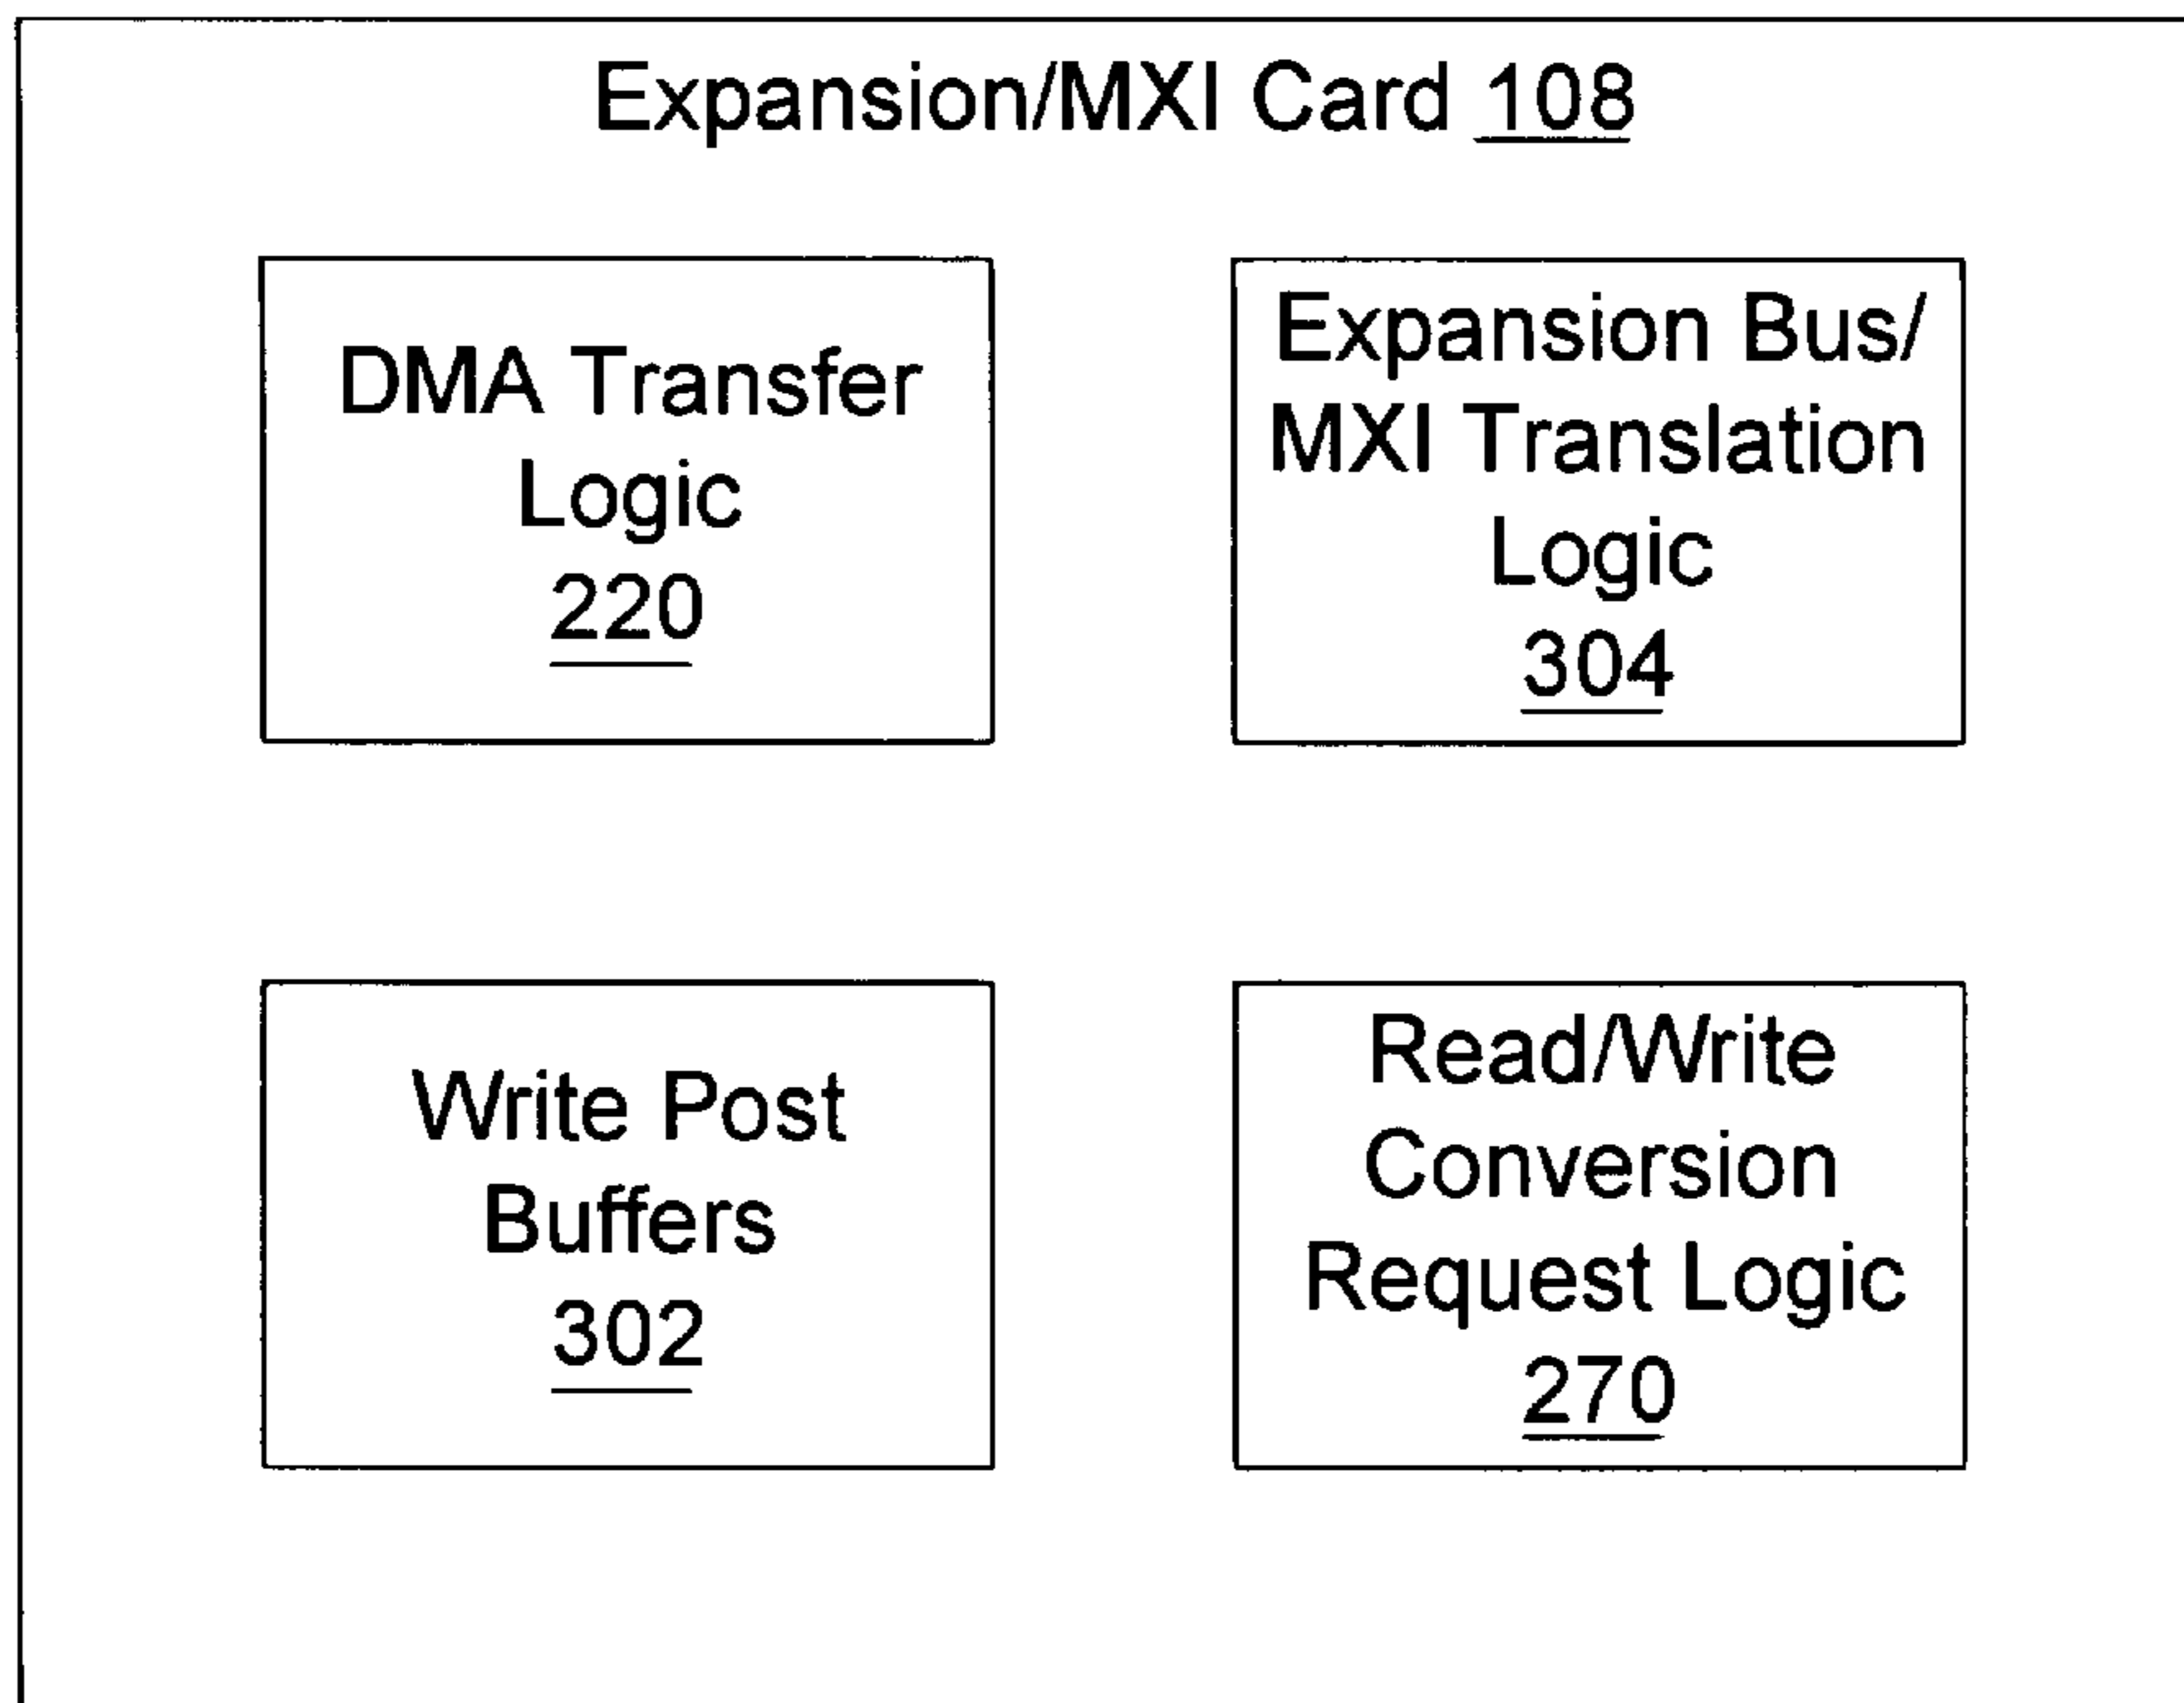 Expansion/MXI Card 108
DMA Transfer
Logic
220
Expansion Bus/
MXI Translation
Logic
304
Write Post
Buffers
302
Read/Write
Conversion
Request Logic
270